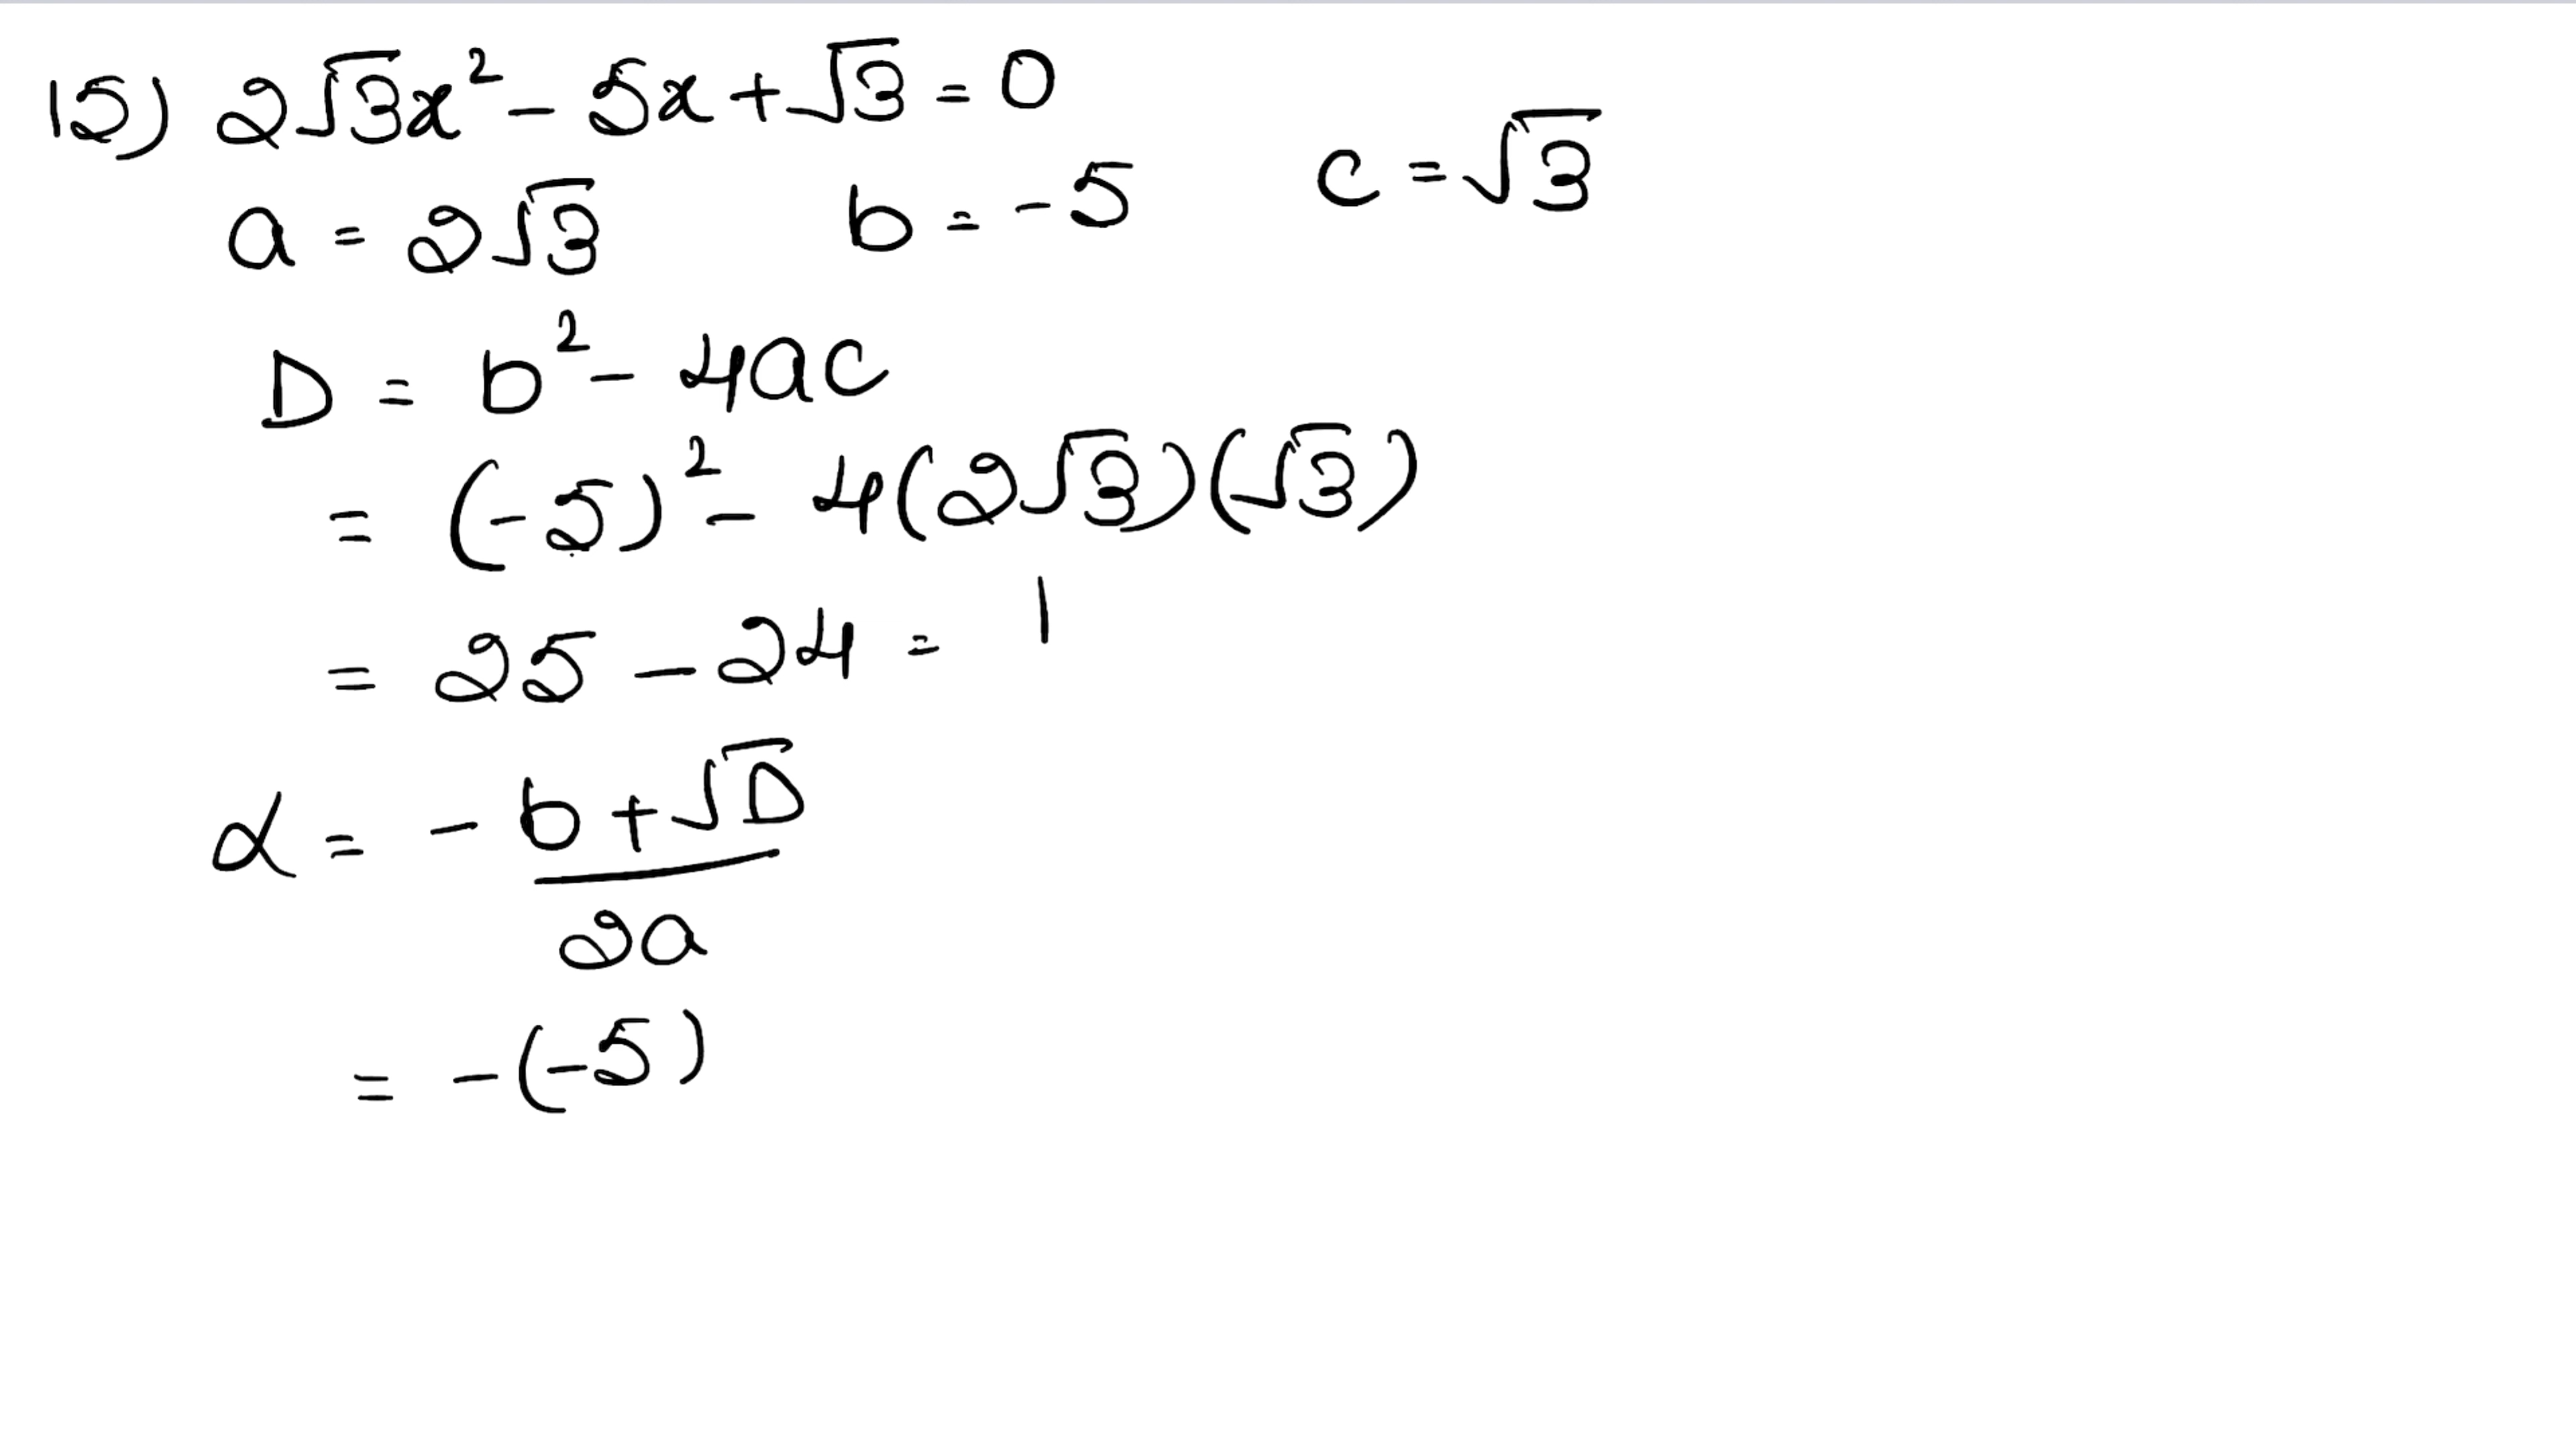 15) 2√3x² - 5x + √3 = 0
a = 2√3 b = -5 c = √3
D = b² - 4ac
= (-5)² - 4(2√3)(√3)
= 25 - 24 = 1
α = - b + √D
2a
= -(-5)